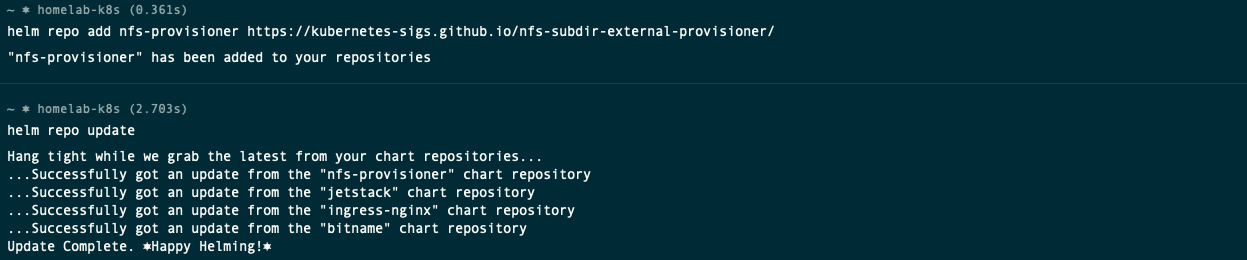 ~ ⎈ homelab-k8s (0.361s)
helm repo add nfs-provisioner https://kubernetes-sigs.github.io/nfs-subdir-external-provisioner/
"nfs-provisioner" has been added to your repositories
~ ⎈ homelab-k8s (2.703s)
helm repo update
Hang tight while we grab the latest from your chart repositories...
...Successfully got an update from the "nfs-provisioner" chart repository
...Successfully got an update from the "jetstack" chart repository
...Successfully got an update from the "ingress-nginx" chart repository
...Successfully got an update from the "bitname" chart repository
Update Complete. ⎈Happy Helming!⎈